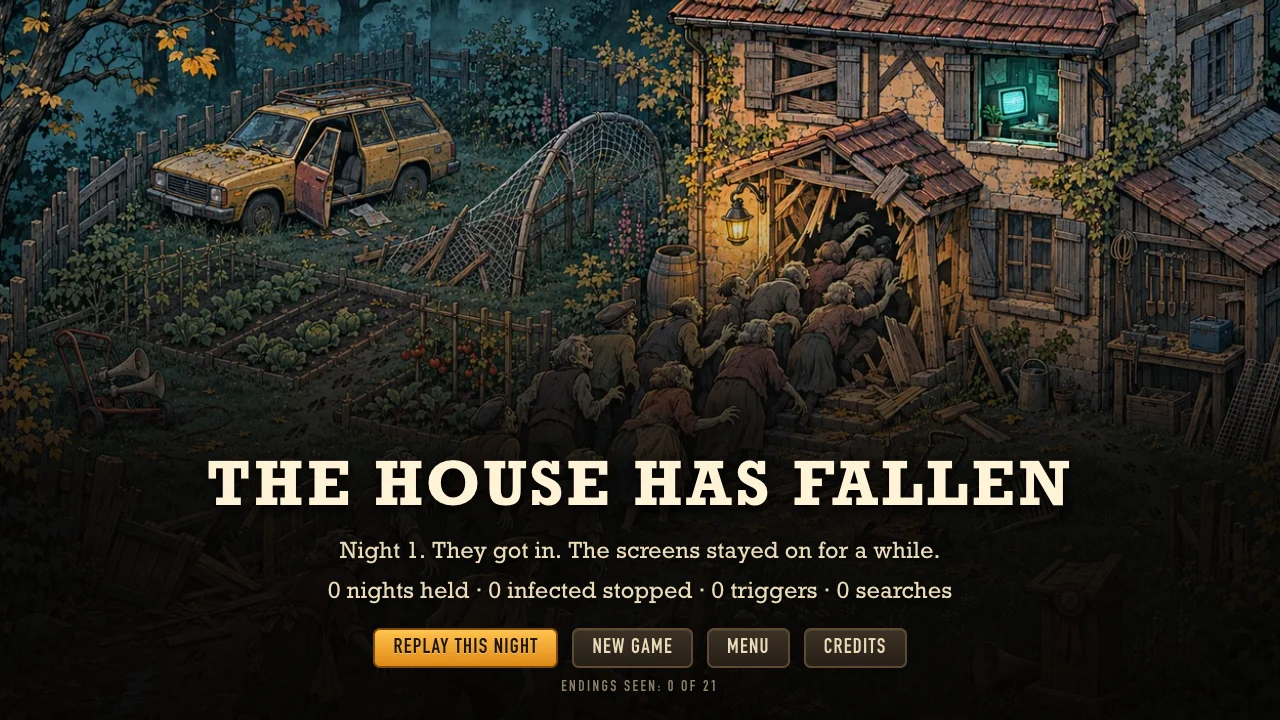 THE HOUSE HAS FALLEN
Night 1. They got in. The screens stayed on for a while.
0 nights held · 0 infected stopped · 0 triggers · 0 searches
REPLAY THIS NIGHT
NEW GAME
MENU
CREDITS
ENDINGS SEEN: 0 OF 21